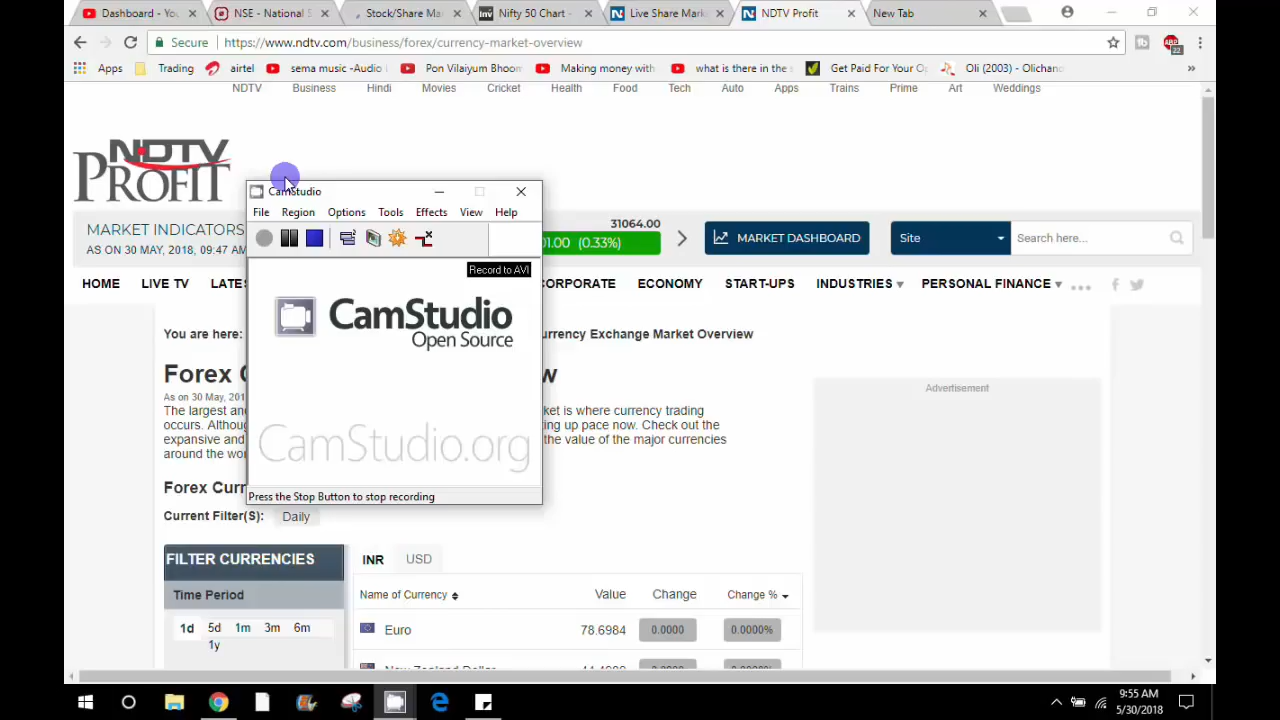 Dashboard - You
NSE - National S
Stock/Share Ma
Nifty 50 Chart -
Live Share Mark
NDTV Profit
New Tab
Secure
https://www.ndtv.com/business/forex/currency-market-overview
Apps
Trading
airtel
sema music -Audio
Pon Vilaiyum Bhoom
Making money with
what is there in the
Get Paid For Your Op
Oli (2003) - Olichand
»
NDTV
Business
Hindi
Movies
Cricket
Health
Food
Tech
Auto
Apps
Trains
Prime
Art
Weddings
NDTV
PROFIT
CamStudio
File Region Options Tools Effects View Help
MARKET INDICATORS
AS ON 30 MAY, 2018, 09:47 AM
31064.00
01.00 (0.33%)
MARKET DASHBOARD
Site
Search here...
Record to AVI
HOME
LIVE TV
LATES
ORPORATE
ECONOMY
START-UPS
INDUSTRIES
PERSONAL FINANCE
CamStudio
Open Source
You are here:
urrency Exchange Market Overview
Forex C
w
As on 30 May, 201
The largest an
ket is where currency trading
occurs. Althou
ing up pace now. Check out the
expansive and
the value of the major currencies
around the wo
CamStudio.org
Advertisement
Forex Curr
Press the Stop Button to stop recording
Current Filter(S):
Daily
FILTER CURRENCIES
INR
USD
Time Period
Name of Currency
Value
Change
Change %
1d 5d 1m 3m 6m
1y
Euro
78.6984
0.0000
0.0000%
9:55 AM
5/30/2018